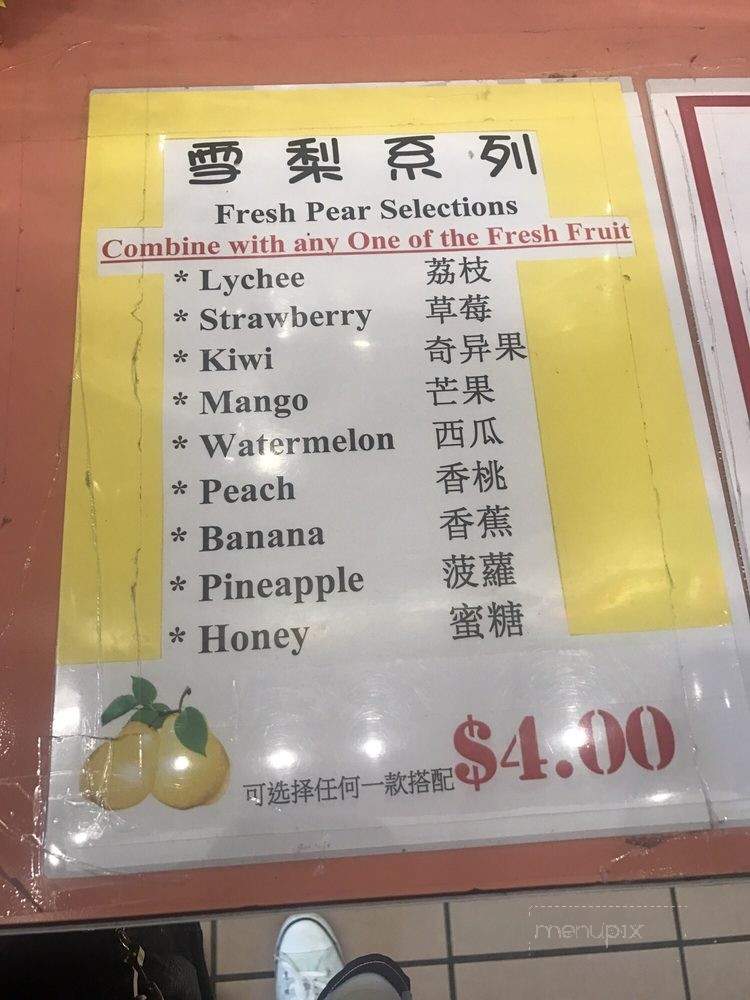 雪梨系列
Fresh Pear Selections
Combine with any One of the Fresh Fruit
* Lychee 荔枝
* Strawberry 草莓
* Kiwi 奇异果
* Mango 芒果
* Watermelon 西瓜
* Peach 香桃
* Banana 香蕉
* Pineapple 菠蘿
* Honey 蜜糖
可选择任何一款搭配 $4.00
menupix